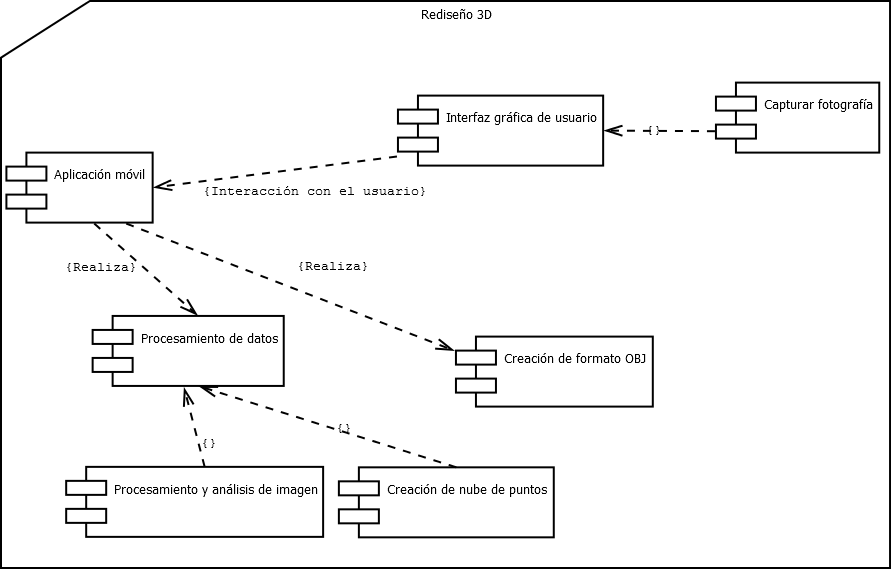 Rediseño 3D
Capturar fotografía
Interfaz gráfica de usuario
{}
Aplicación móvil
{Interacción con el usuario}
{Realiza}
{Realiza}
Procesamiento de datos
Creación de formato OBJ
{}
{}
Procesamiento y análisis de imagen
Creación de nube de puntos